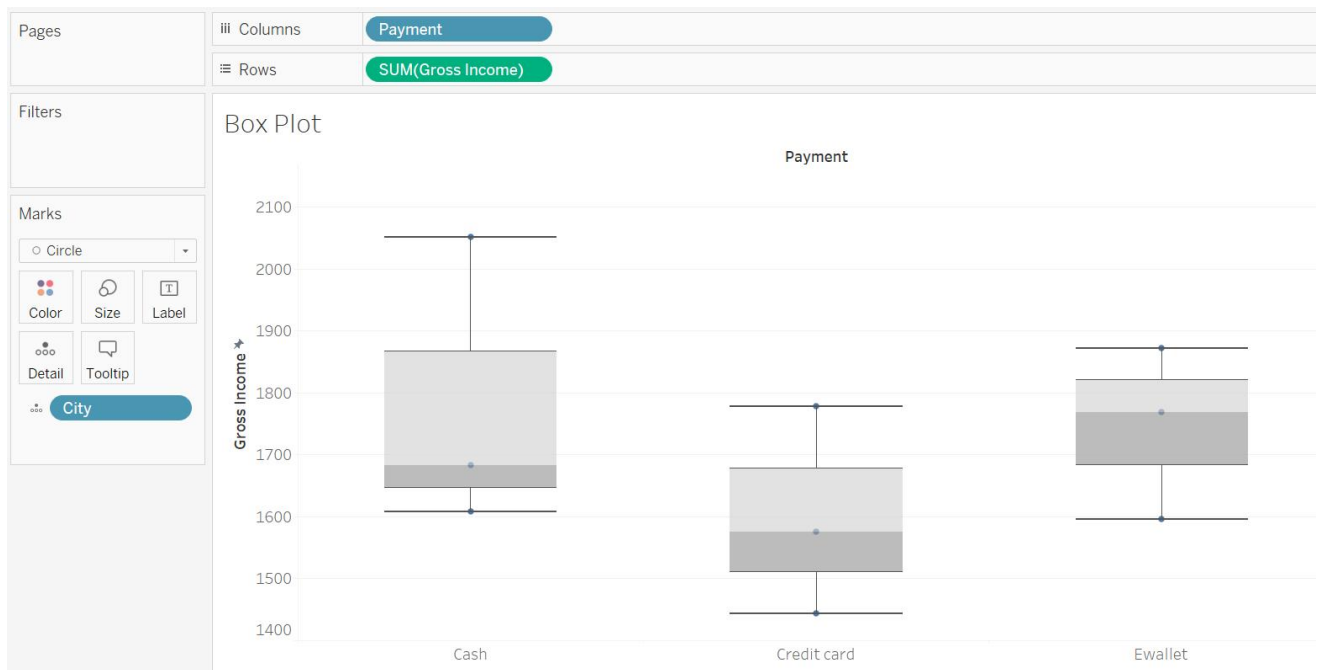 Pages
Columns
Payment
Rows
SUM(Gross Income)
Filters
Marks
Circle
Color
Size
T
Label
Detail
Tooltip
City
Box Plot
Payment
Gross Income
2100
2000
1900
1800
1700
1600
1500
1400
Cash
Credit card
Ewallet